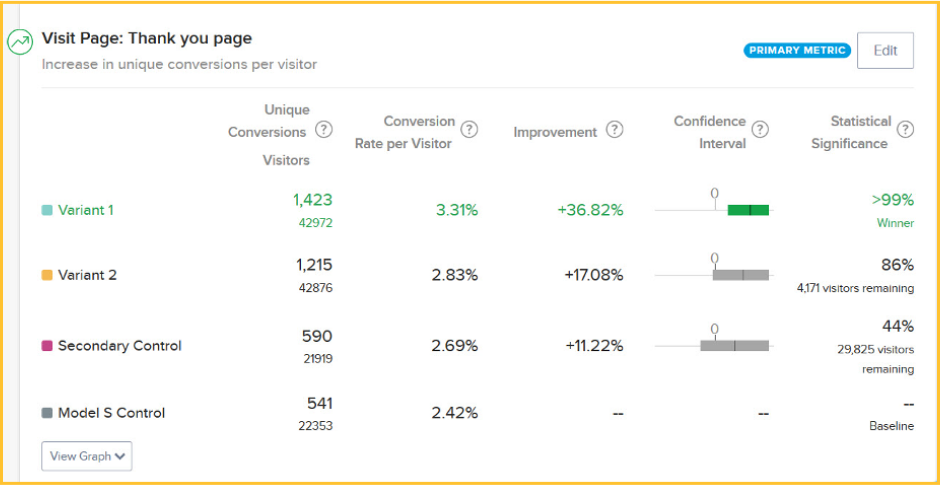 Visit Page: Thank you page
PRIMARY METRIC
Edit
Increase in unique conversions per visitor
Unique
Conversions ?
Visitors
Conversion ?
Rate per Visitor
Improvement ?
Confidence ?
Interval
Statistical ?
Significance
Variant 1
1,423
42972
3.31%
+36.82%
0
>99%
Winner
Variant 2
1,215
42876
2.83%
+17.08%
0
86%
4,171 visitors remaining
Secondary Control
590
21919
2.69%
+11.22%
0
44%
29,825 visitors
remaining
Model S Control
541
22353
2.42%
--
--
--
Baseline
View Graph